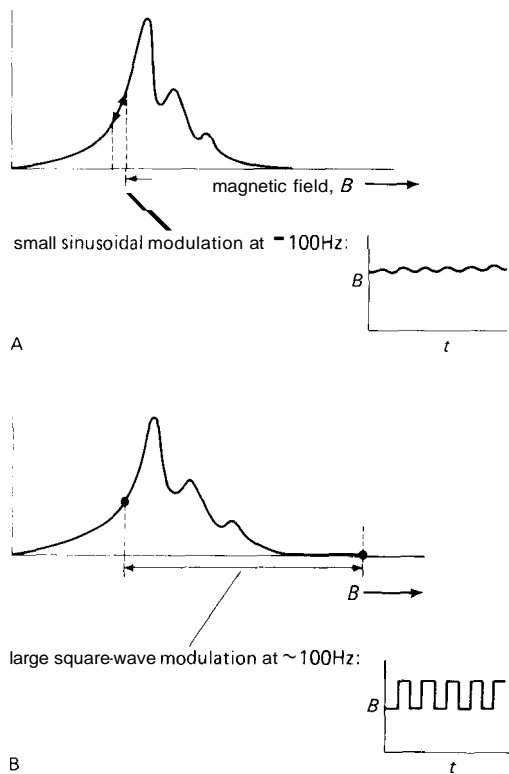 magnetic field, B
small sinusoidal modulation at -100Hz:
B
t
A
B
large square-wave modulation at ~100Hz:
B
t
B